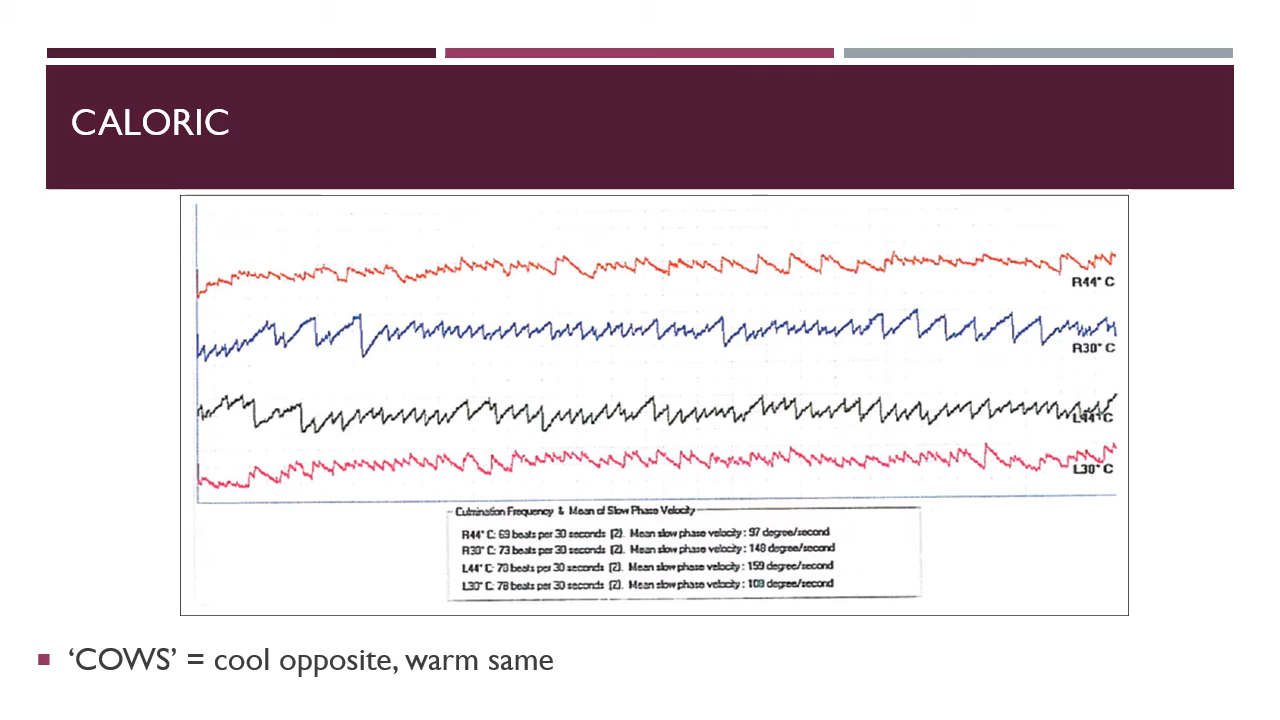 CALORIC
R44° C
R30° C
L44° C
L30° C
Culmination Frequency & Mean of Slow Phase Velocity
R44° C: 69 beats per 30 seconds (2). Mean slow phase velocity : 97 degree/second
R30° C: 73 beats per 30 seconds (2). Mean slow phase velocity : 148 degree/second
L44° C: 70 beats per 30 seconds (2). Mean slow phase velocity : 159 degree/second
L30° C: 78 beats per 30 seconds (2). Mean slow phase velocity : 103 degree/second
‘COWS’ = cool opposite, warm same